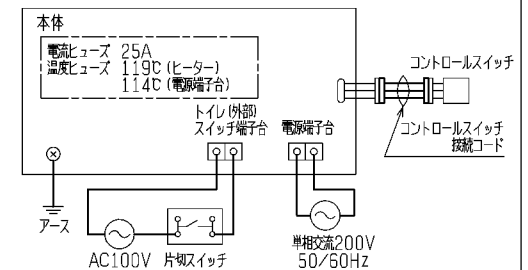 本体
電流ヒューズ 25A
温度ヒューズ 119℃(ヒーター)
114℃(電源端子台)
トイレ(外部)
スイッチ端子台
電源端子台
コントロールスイッチ
コントロールスイッチ
接続コード
アース
AC100V
片切スイッチ
単相交流200V
50/60Hz